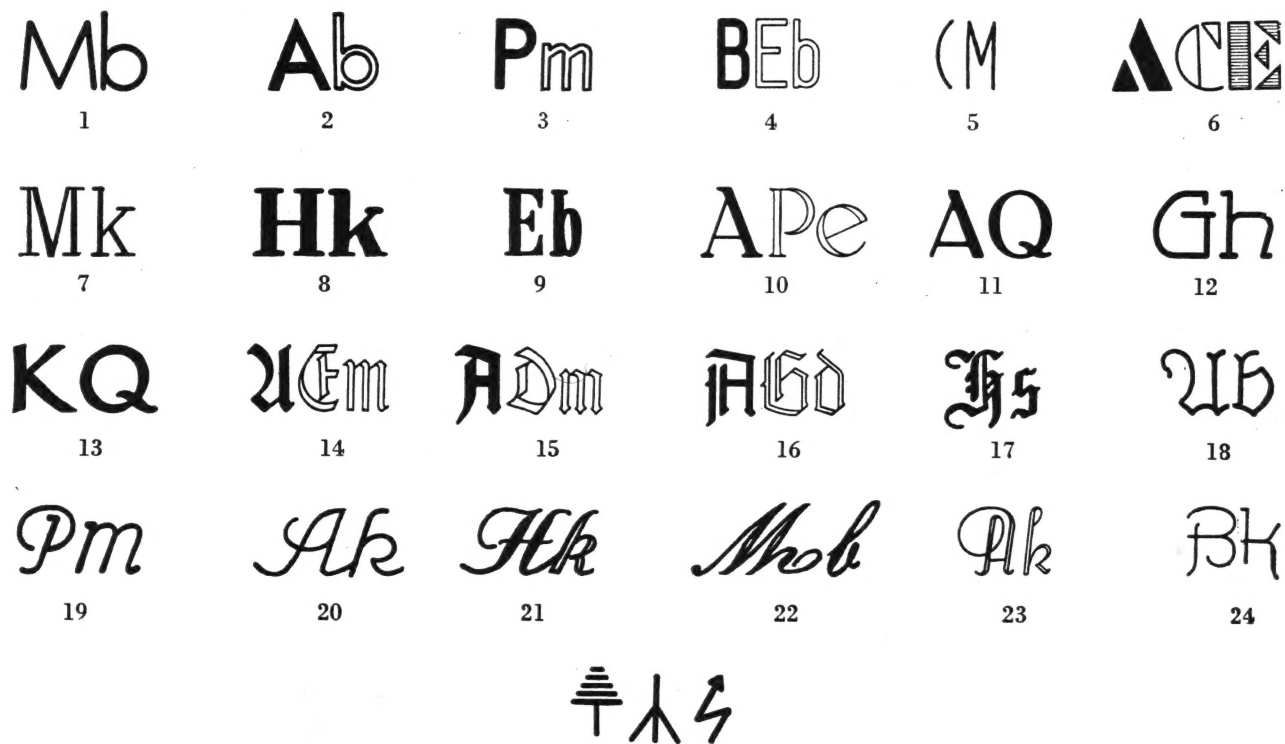 Mb Ab Pm BEb CM ACE
1 2 3 4 5 6
Mk Hk Eb APe AQ Gh
7 8 9 10 11 12
KQ AEm ADm AGd Hs Ub
13 14 15 16 17 18
Pm Ak Hk Mob Ak Bk
19 20 21 22 23 24